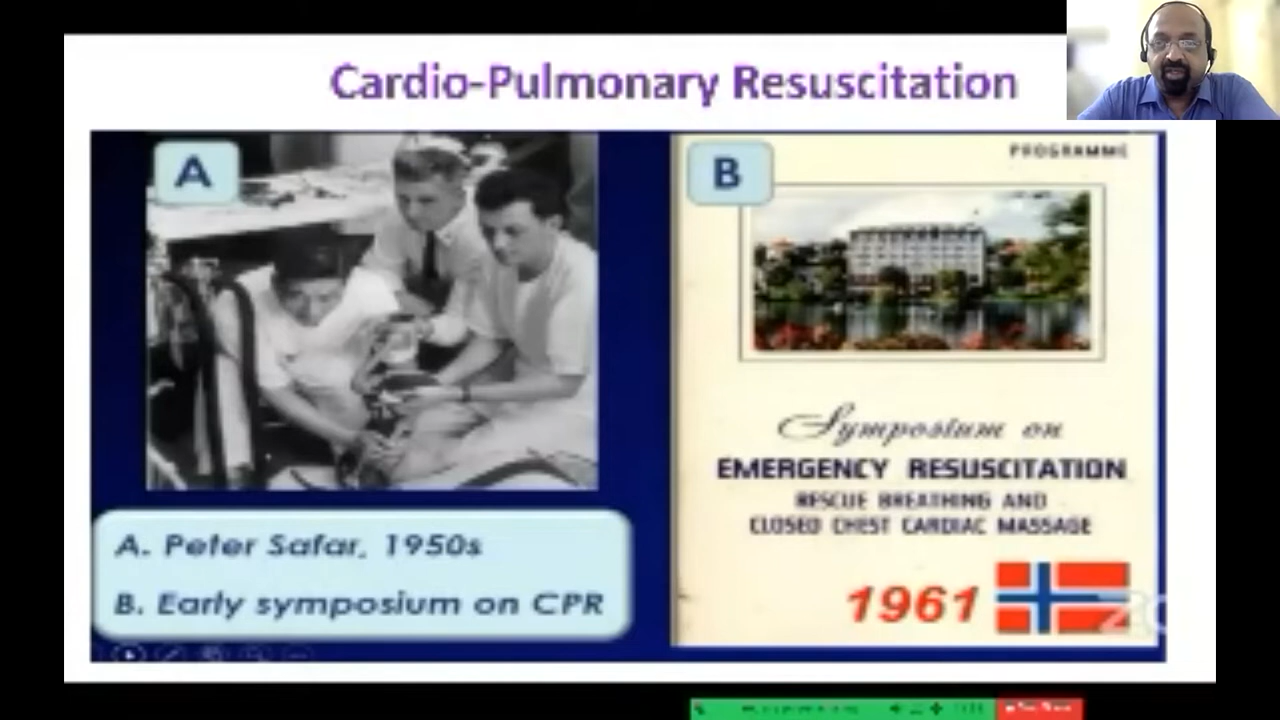 Cardio-Pulmonary Resuscitation
A
B
PROGRAMME
Symposium on
EMERGENCY RESUSCITATION
RESCUE BREATHING AND
CLOSED CHEST CARDIAC MASSAGE
1961
A. Peter Safar, 1950s
B. Early symposium on CPR